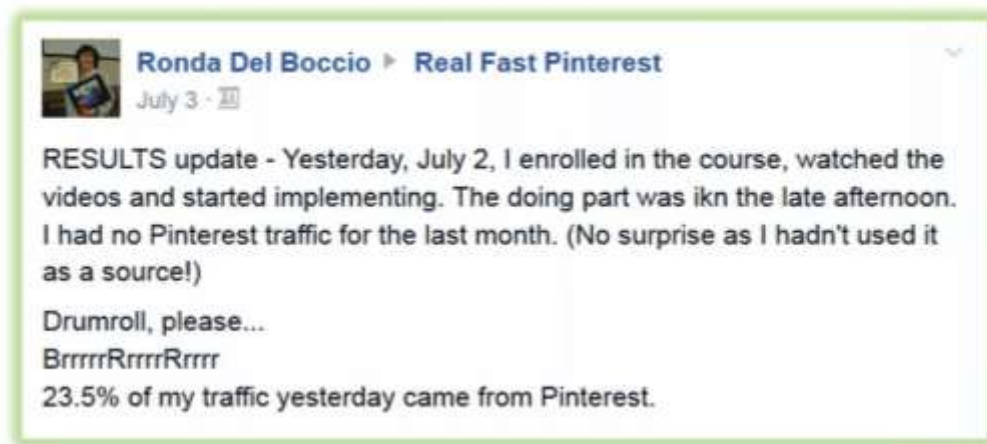 Ronda Del Boccio ▶ Real Fast Pinterest
July 3 ·
RESULTS update - Yesterday, July 2, I enrolled in the course, watched the
videos and started implementing. The doing part was ikn the late afternoon.
I had no Pinterest traffic for the last month. (No surprise as I hadn't used it
as a source!)
Drumroll, please...
BrrrrrRrrrrrRrrrrr
23.5% of my traffic yesterday came from Pinterest.